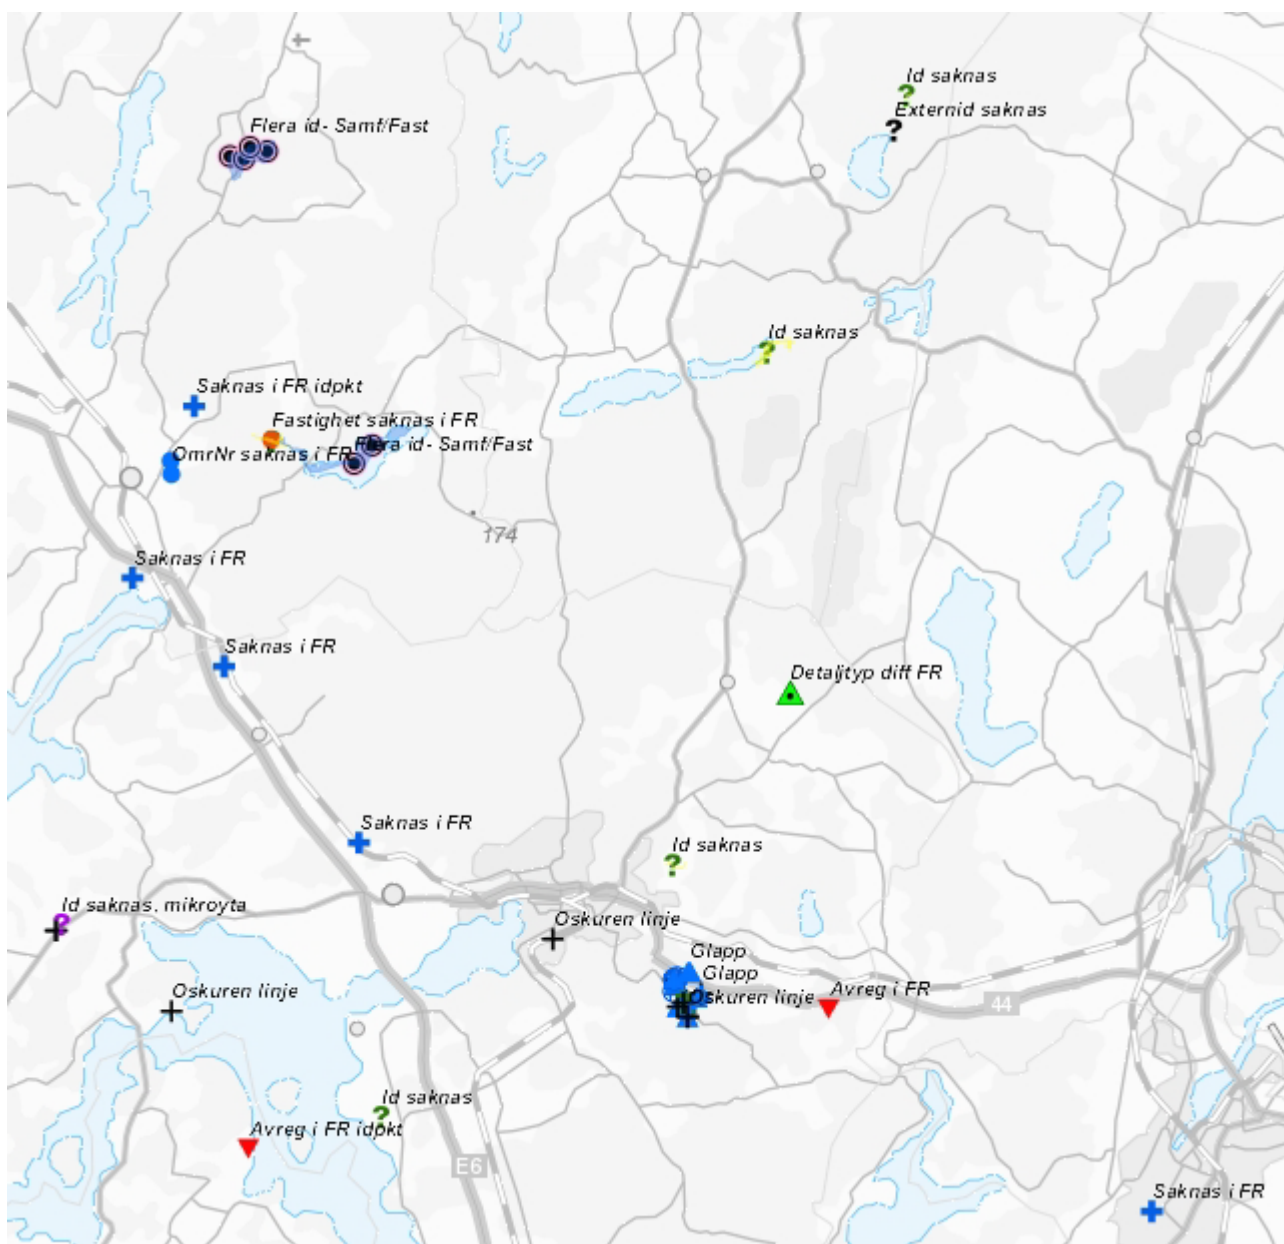 Id saknas
Externid saknas
Flera id - Samf/Fast
Id saknas
Saknas i FR idpkt
Fastighet saknas i FR
Flera id - Samf/Fast
OmrNr saknas i FR
174
Saknas i FR
Saknas i FR
Detaljtyp diff FR
Saknas i FR
Id saknas
Id saknas. mikroyta
Oskuren linje
Glapp
Glapp
Oskuren linje
Oskuren linje
Avreg i FR
44
Id saknas
Avreg i FR idpkt
E6
Saknas i FR